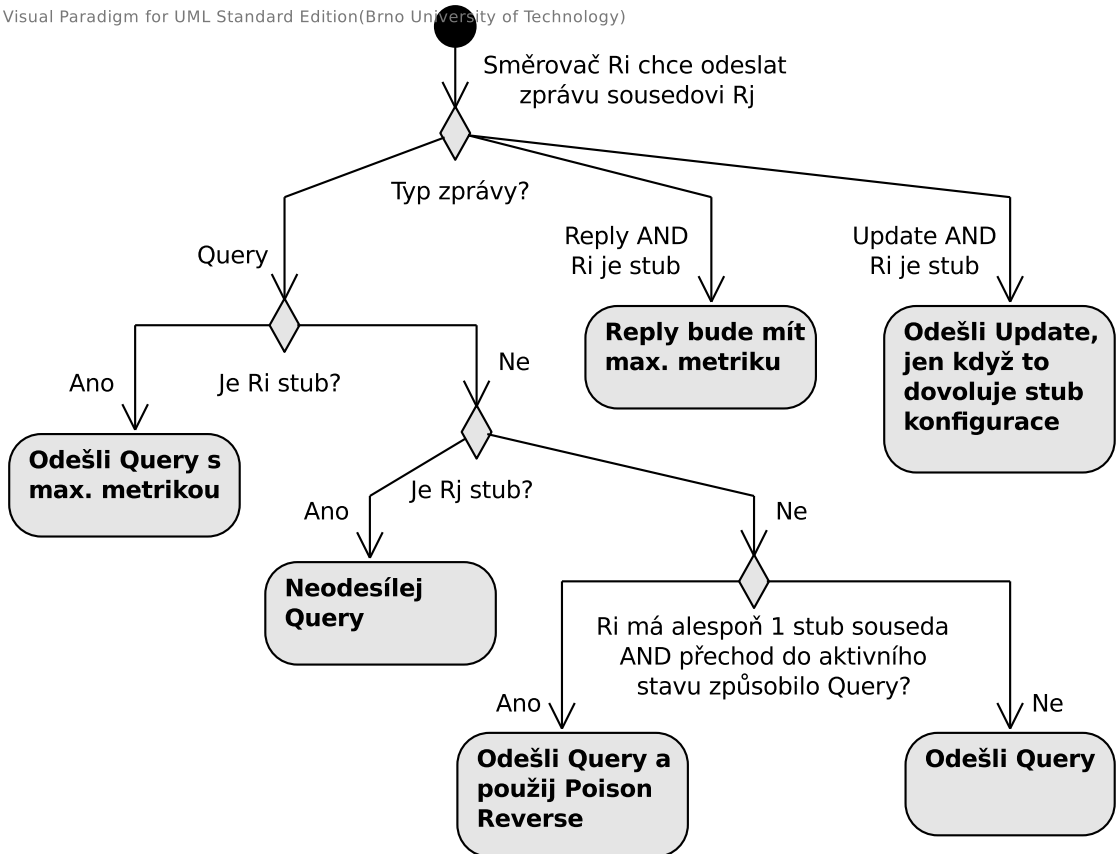 Visual Paradigm for UML Standard Edition(Brno University of Technology)
Směrovač Ri chce odeslat
zprávu sousedovi Rj
Typ zprávy?
Query
Reply AND
Ri je stub
Update AND
Ri je stub
Reply bude mít
max. metriku
Odešli Update,
jen když to
dovoluje stub
konfigurace
Ano
Je Ri stub?
Ne
Odešli Query s
max. metrikou
Je Rj stub?
Ano
Ne
Neodesílej
Query
Ri má alespoň 1 stub souseda
AND přechod do aktivního
stavu způsobilo Query?
Ano
Ne
Odešli Query a
použij Poison
Reverse
Odešli Query